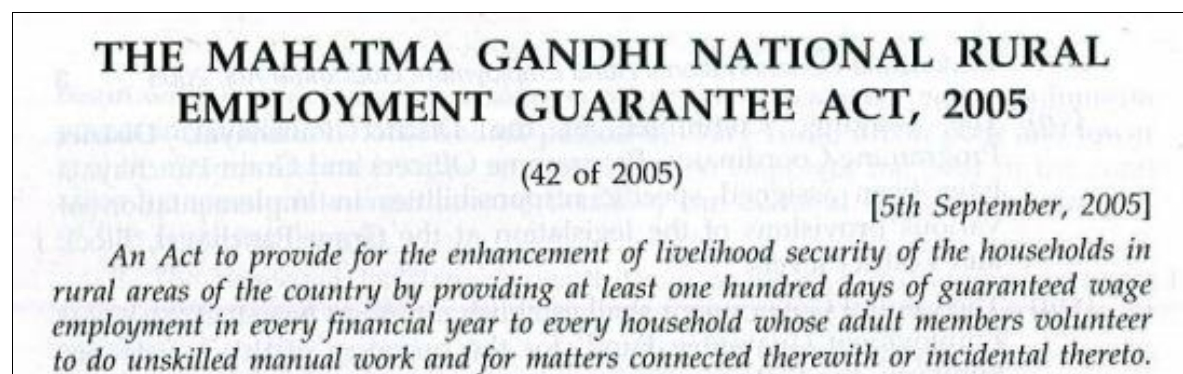 THE MAHATMA GANDHI NATIONAL RURAL
EMPLOYMENT GUARANTEE ACT, 2005
(42 of 2005)
[5th September, 2005]
An Act to provide for the enhancement of livelihood security of the households in
rural areas of the country by providing at least one hundred days of guaranteed wage
employment in every financial year to every household whose adult members volunteer
to do unskilled manual work and for matters connected therewith or incidental thereto.